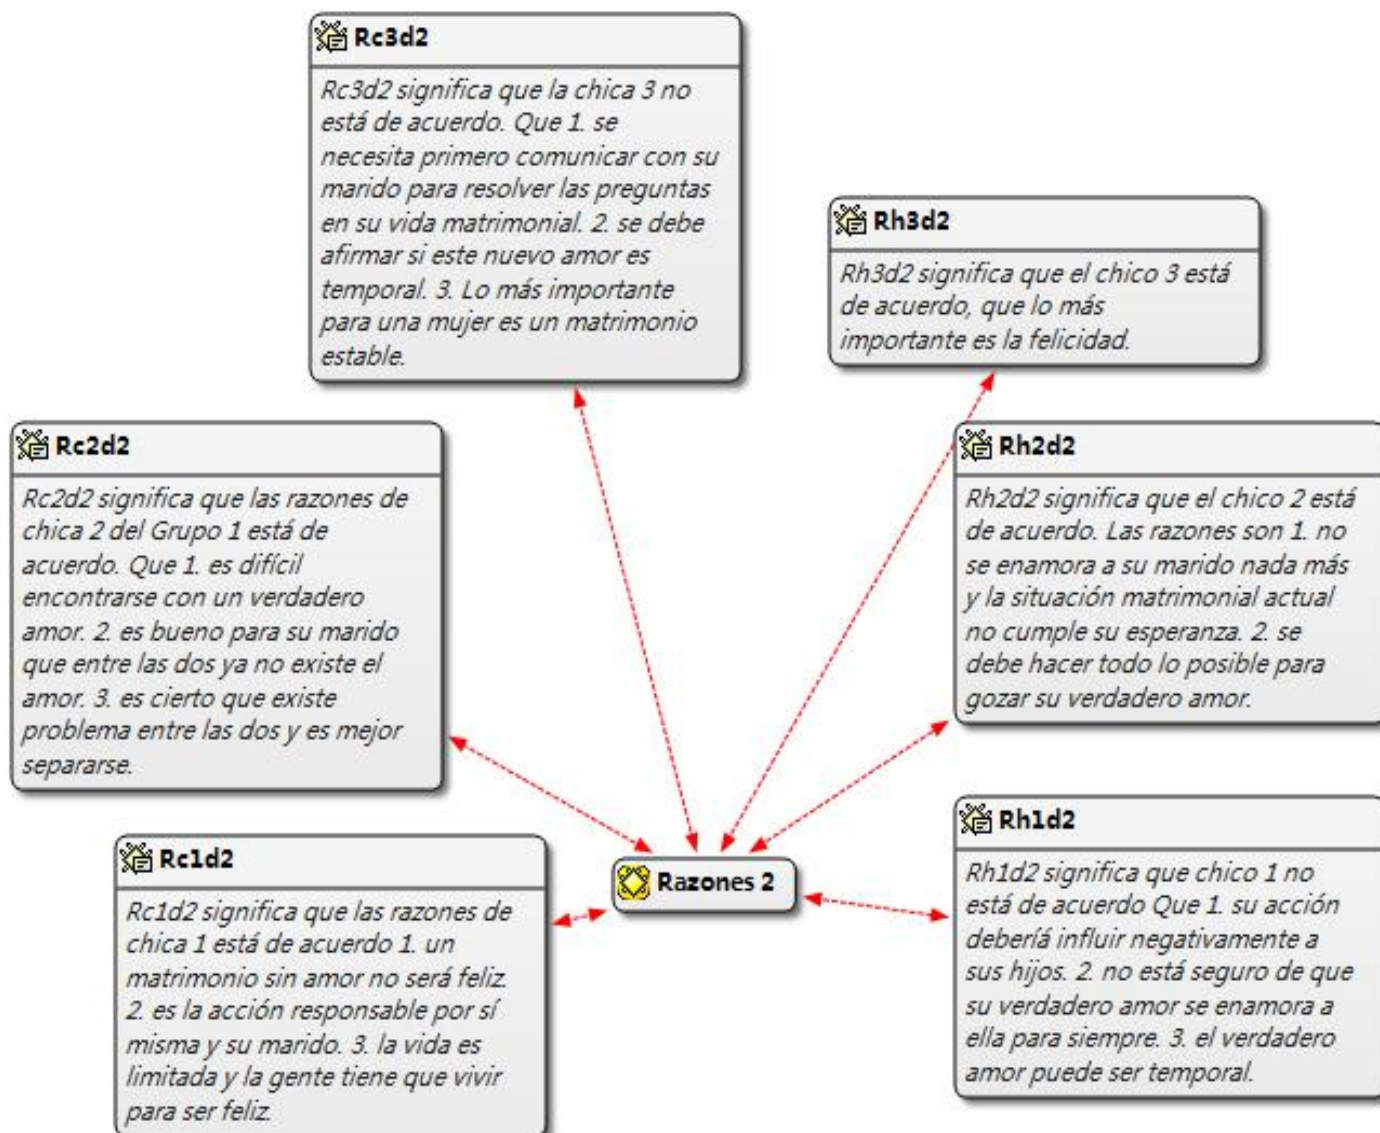 Rc3d2
Rc3d2 significa que la chica 3 no
está de acuerdo. Que 1. se
necesita primero comunicar con su
marido para resolver las preguntas
en su vida matrimonial. 2. se debe
afirmar si este nuevo amor es
temporal. 3. Lo más importante
para una mujer es un matrimonio
estable.
Rh3d2
Rh3d2 significa que el chico 3 está
de acuerdo, que lo más
importante es la felicidad.
Rc2d2
Rc2d2 significa que las razones de
chica 2 del Grupo 1 está de
acuerdo. Que 1. es difícil
encontrarse con un verdadero
amor. 2. es bueno para su marido
que entre las dos ya no existe el
amor. 3. es cierto que existe
problema entre las dos y es mejor
separarse.
Rh2d2
Rh2d2 significa que el chico 2 está
de acuerdo. Las razones son 1. no
se enamora a su marido nada más
y la situación matrimonial actual
no cumple su esperanza. 2. se
debe hacer todo lo posible para
gozar su verdadero amor.
Rc1d2
Rc1d2 significa que las razones de
chica 1 está de acuerdo 1. un
matrimonio sin amor no será feliz.
2. es la acción responsable por sí
misma y su marido. 3. la vida es
limitada y la gente tiene que vivir
para ser feliz.
Razones 2
Rh1d2
Rh1d2 significa que chico 1 no
está de acuerdo Que 1. su acción
deberíá influir negativamente a
sus hijos. 2. no está seguro de que
su verdadero amor se enamora a
ella para siempre. 3. el verdadero
amor puede ser temporal.